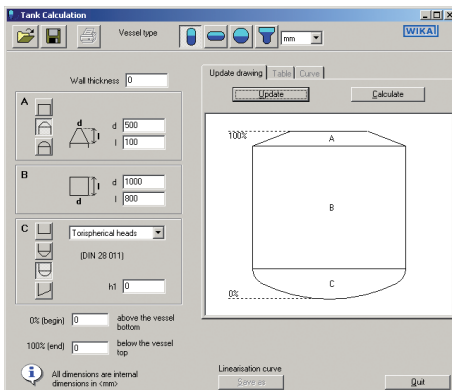 Tank Calculation
Vessel type
mm
WIKA
Wall thickness 0
Update drawing Table Curve
Update Calculate
A
d
l
d 500
l 100
B
l
d
d 1000
l 800
C
Torispherical heads
(DIN 28 011)
h1 0
100%
A
B
C
0%
0% (begin) 0 above the vessel
bottom
100% (end) 0 below the vessel
top
All dimensions are internal
dimensions in <mm>
Linearisation curve
Save as
Quit